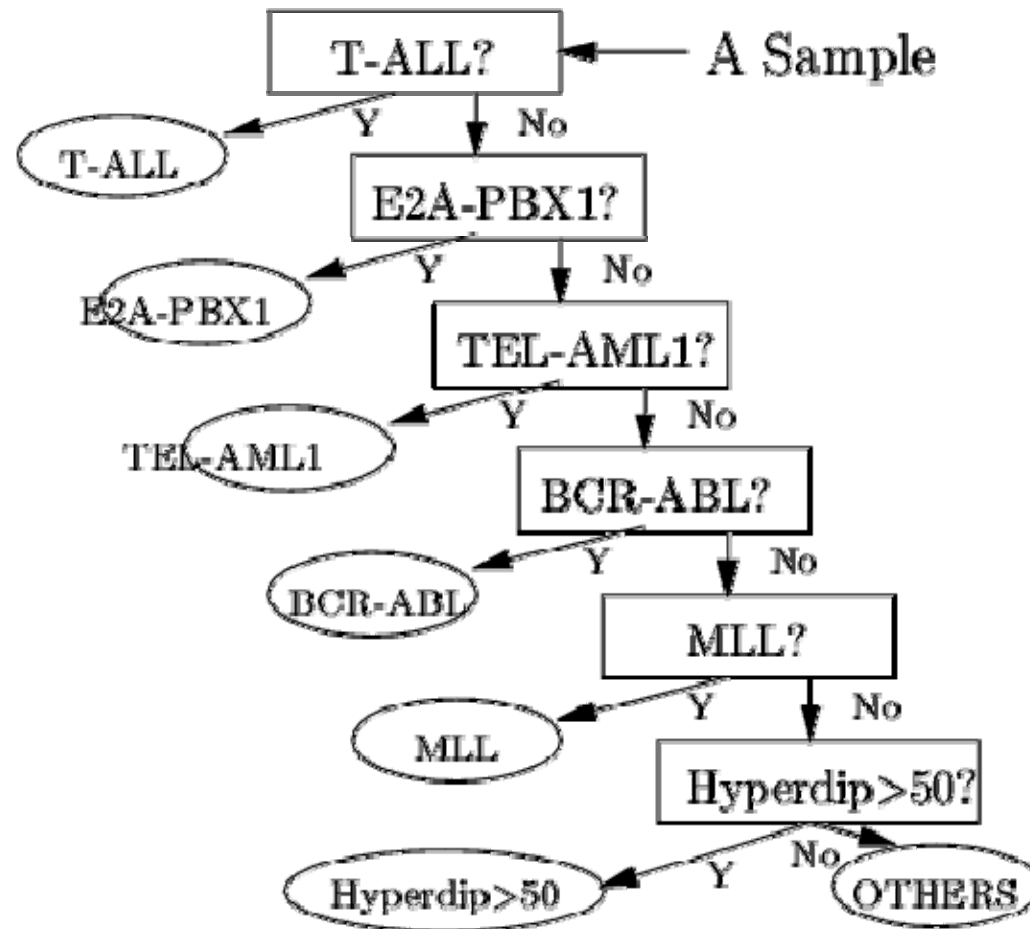 T-ALL?
A Sample
Y
No
T-ALL
E2A-PBX1?
Y
No
E2A-PBX1
TEL-AML1?
Y
No
TEL-AML1
BCR-ABL?
Y
No
BCR-ABL
MLL?
Y
No
MLL
Hyperdip>50?
Y
No
Hyperdip>50
OTHERS